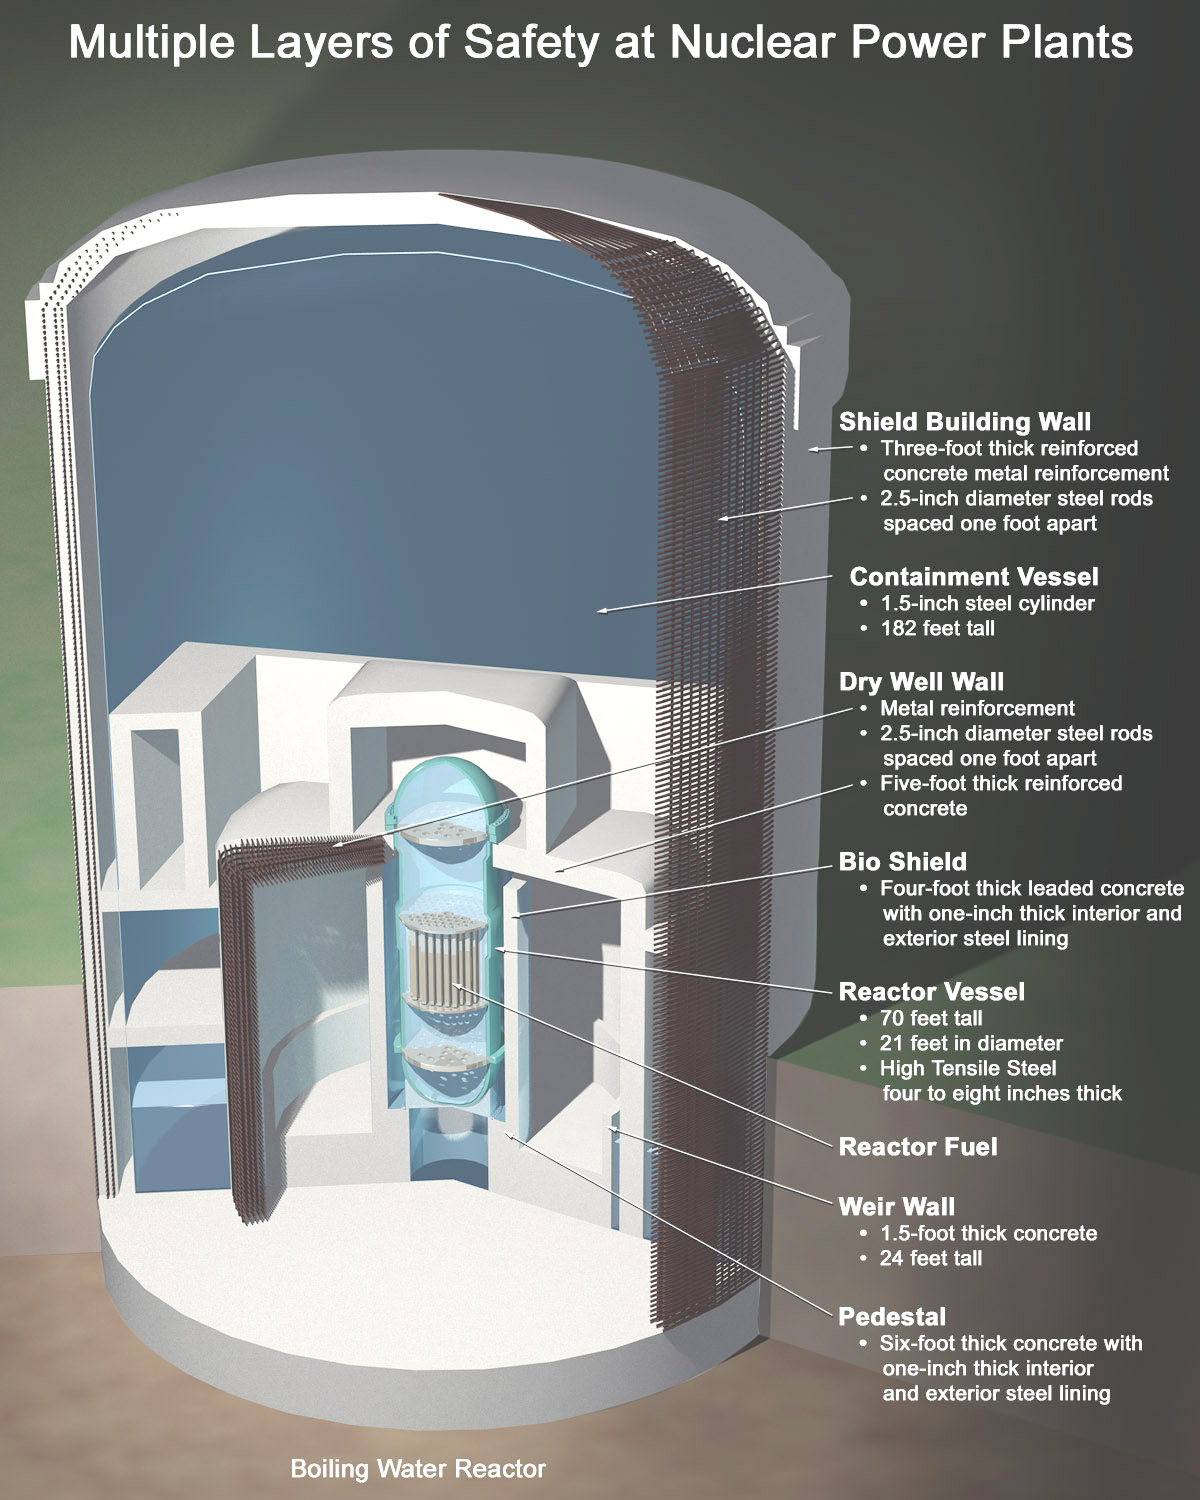 Multiple Layers of Safety at Nuclear Power Plants
Shield Building Wall
• Three-foot thick reinforced
concrete metal reinforcement
• 2.5-inch diameter steel rods
spaced one foot apart
Containment Vessel
• 1.5-inch steel cylinder
• 182 feet tall
Dry Well Wall
• Metal reinforcement
• 2.5-inch diameter steel rods
spaced one foot apart
• Five-foot thick reinforced
concrete
Bio Shield
• Four-foot thick leaded concrete
with one-inch thick interior and
exterior steel lining
Reactor Vessel
• 70 feet tall
• 21 feet in diameter
• High Tensile Steel
four to eight inches thick
Reactor Fuel
Weir Wall
• 1.5-foot thick concrete
• 24 feet tall
Pedestal
• Six-foot thick concrete with
one-inch thick interior
and exterior steel lining
Boiling Water Reactor